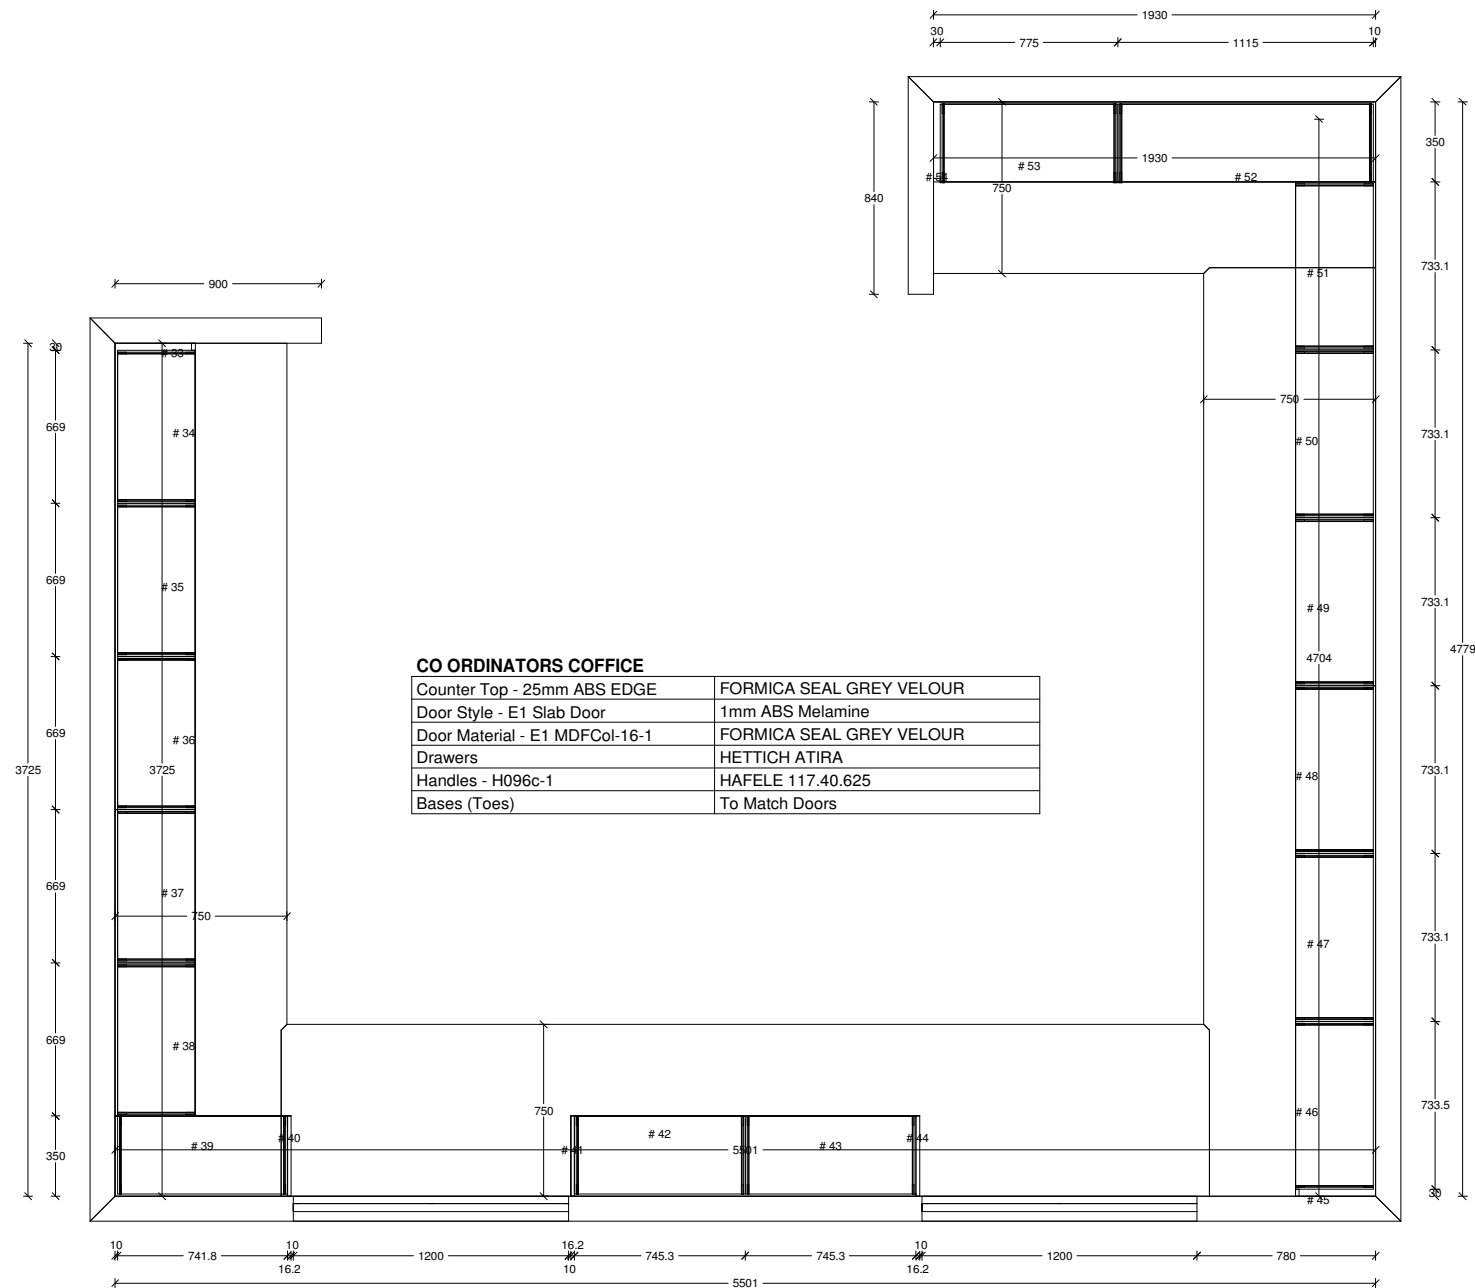 1930
30 775 1115 10
350
# 53 1930
# 54 # 52
750
840
733.1
# 51
900
30
# 33
750
669 # 34
# 50 733.1
669 # 35
# 49 733.1
4704 4779
CO ORDINATORS COFFICE
Counter Top - 25mm ABS EDGE FORMICA SEAL GREY VELOUR
Door Style - E1 Slab Door 1mm ABS Melamine
Door Material - E1 MDFCol-16-1 FORMICA SEAL GREY VELOUR
Drawers HETTICH ATIRA
Handles - H096c-1 HAFELE 117.40.625
Bases (Toes) To Match Doors
669 # 36
3725 3725
# 48 733.1
669 # 37
750
# 47 733.1
669 # 38
750
# 46 733.5
350 # 39 # 40 # 41 # 42 5501 # 43 # 44
30
# 45
10 741.8 10 1200 16.2 745.3 745.3 10 1200 780
16.2 10 16.2
5501